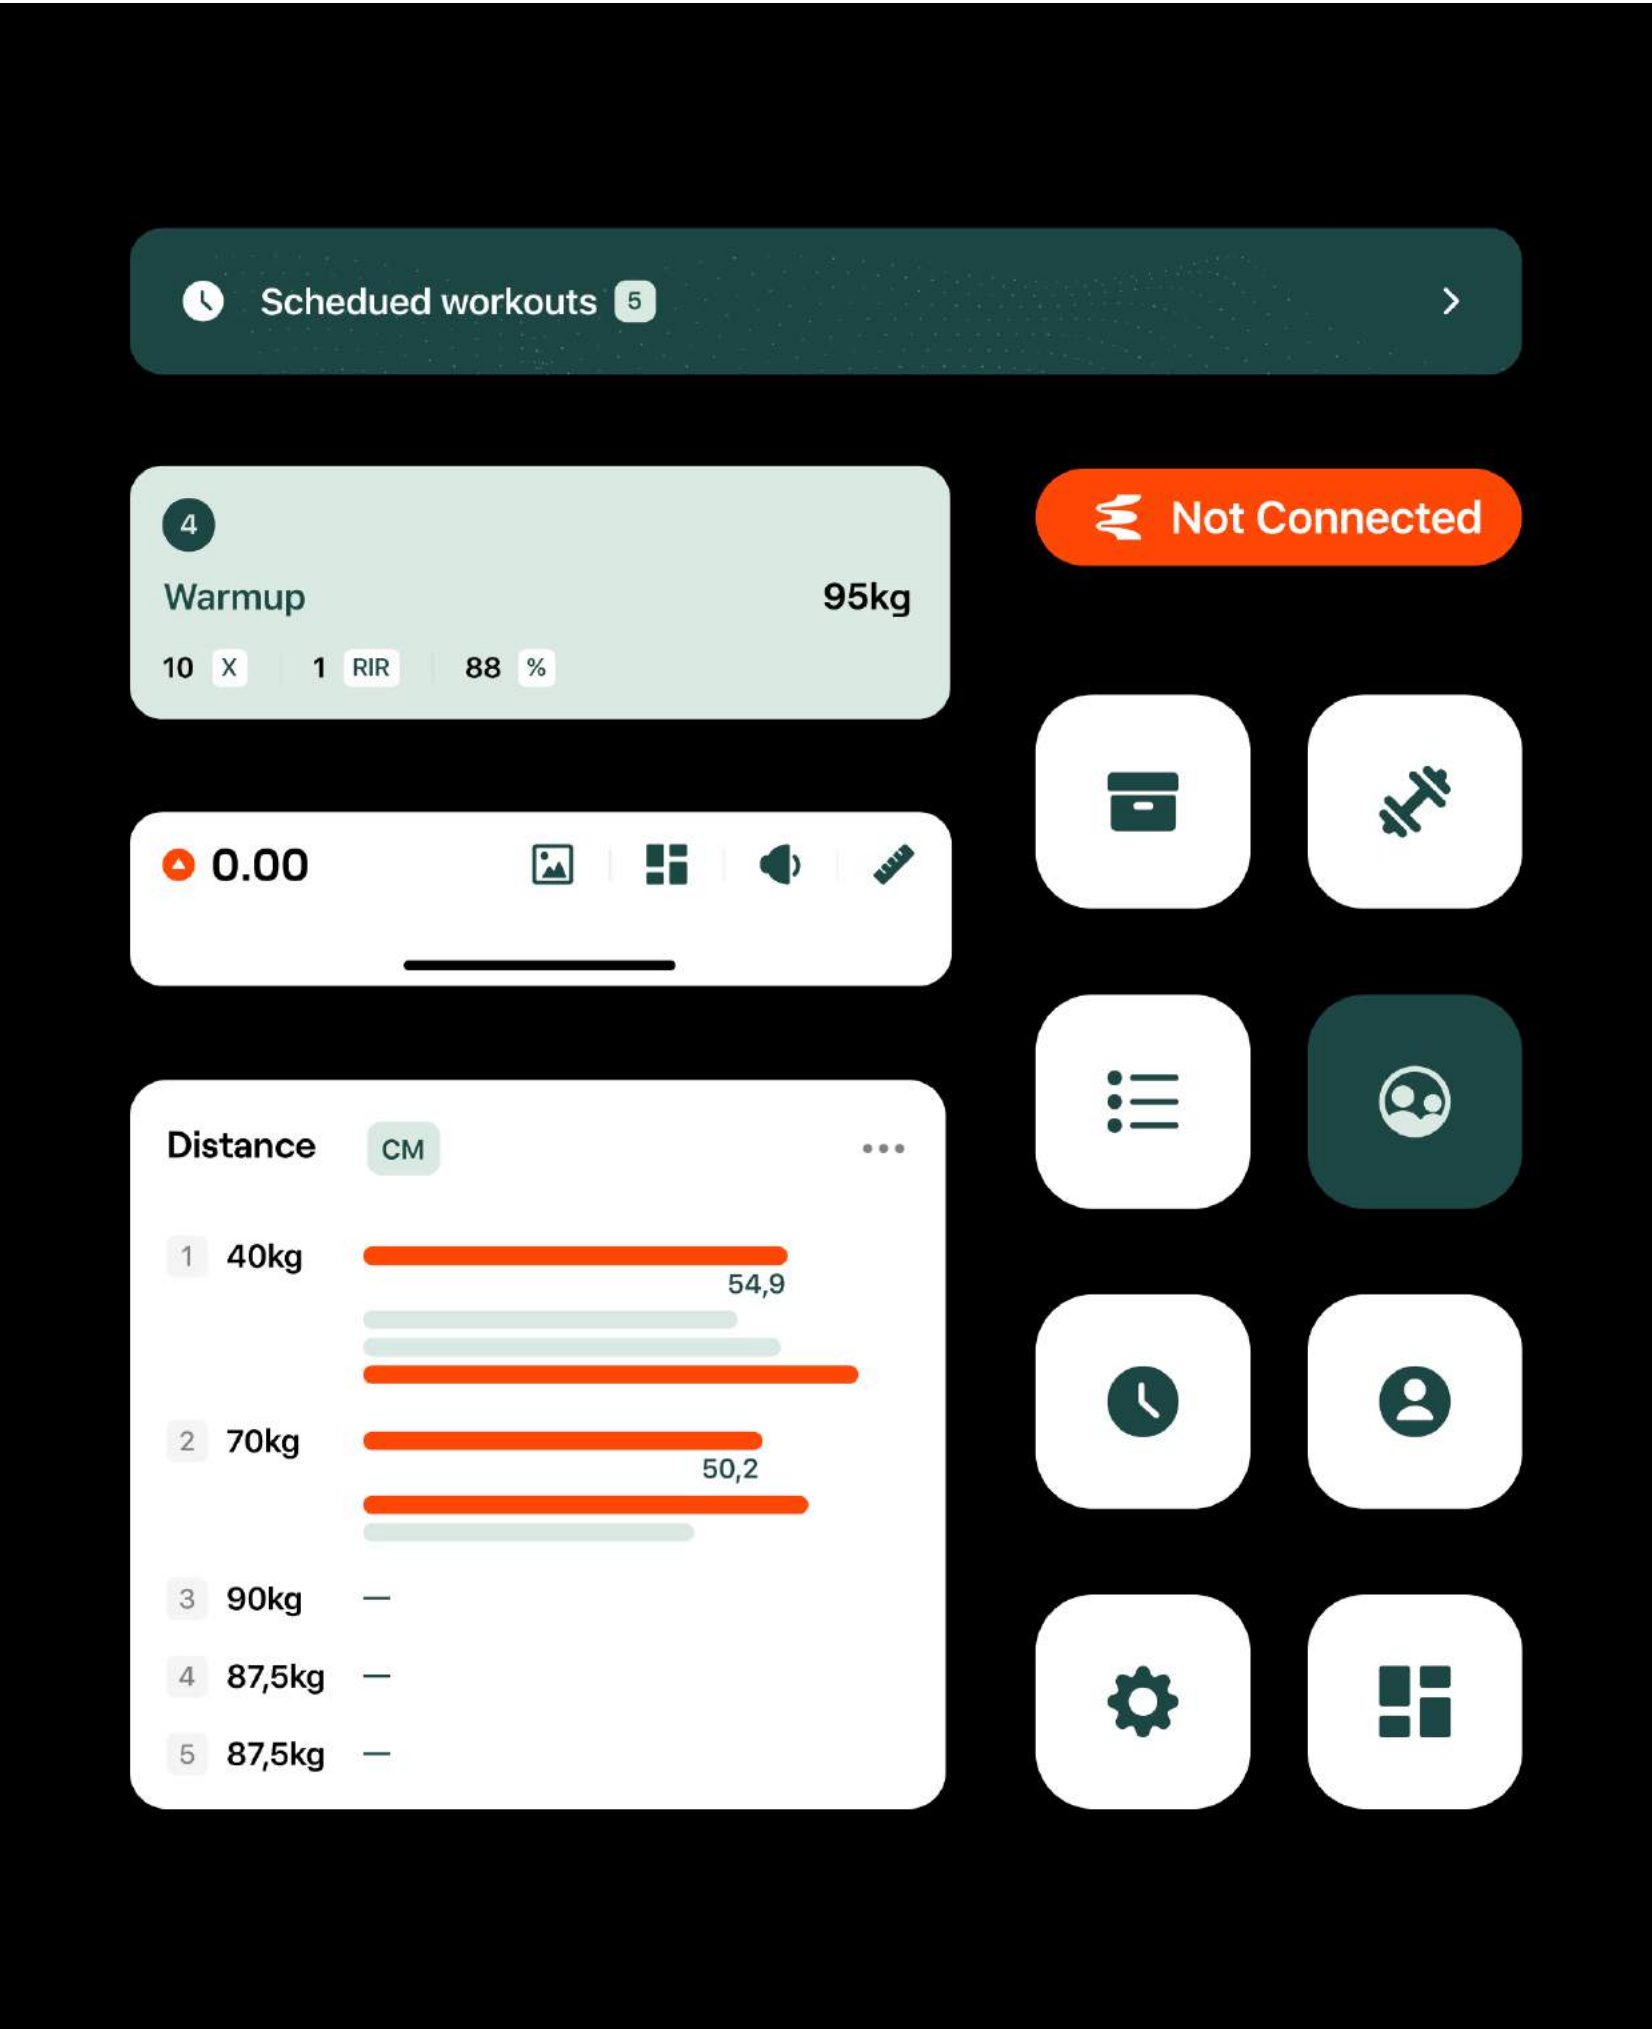 Schedued workouts 5
4
Warmup 95kg
10 X 1 RIR 88 %
Not Connected
0.00
Distance CM
1 40kg
54,9
2 70kg
50,2
3 90kg —
4 87,5kg —
5 87,5kg —